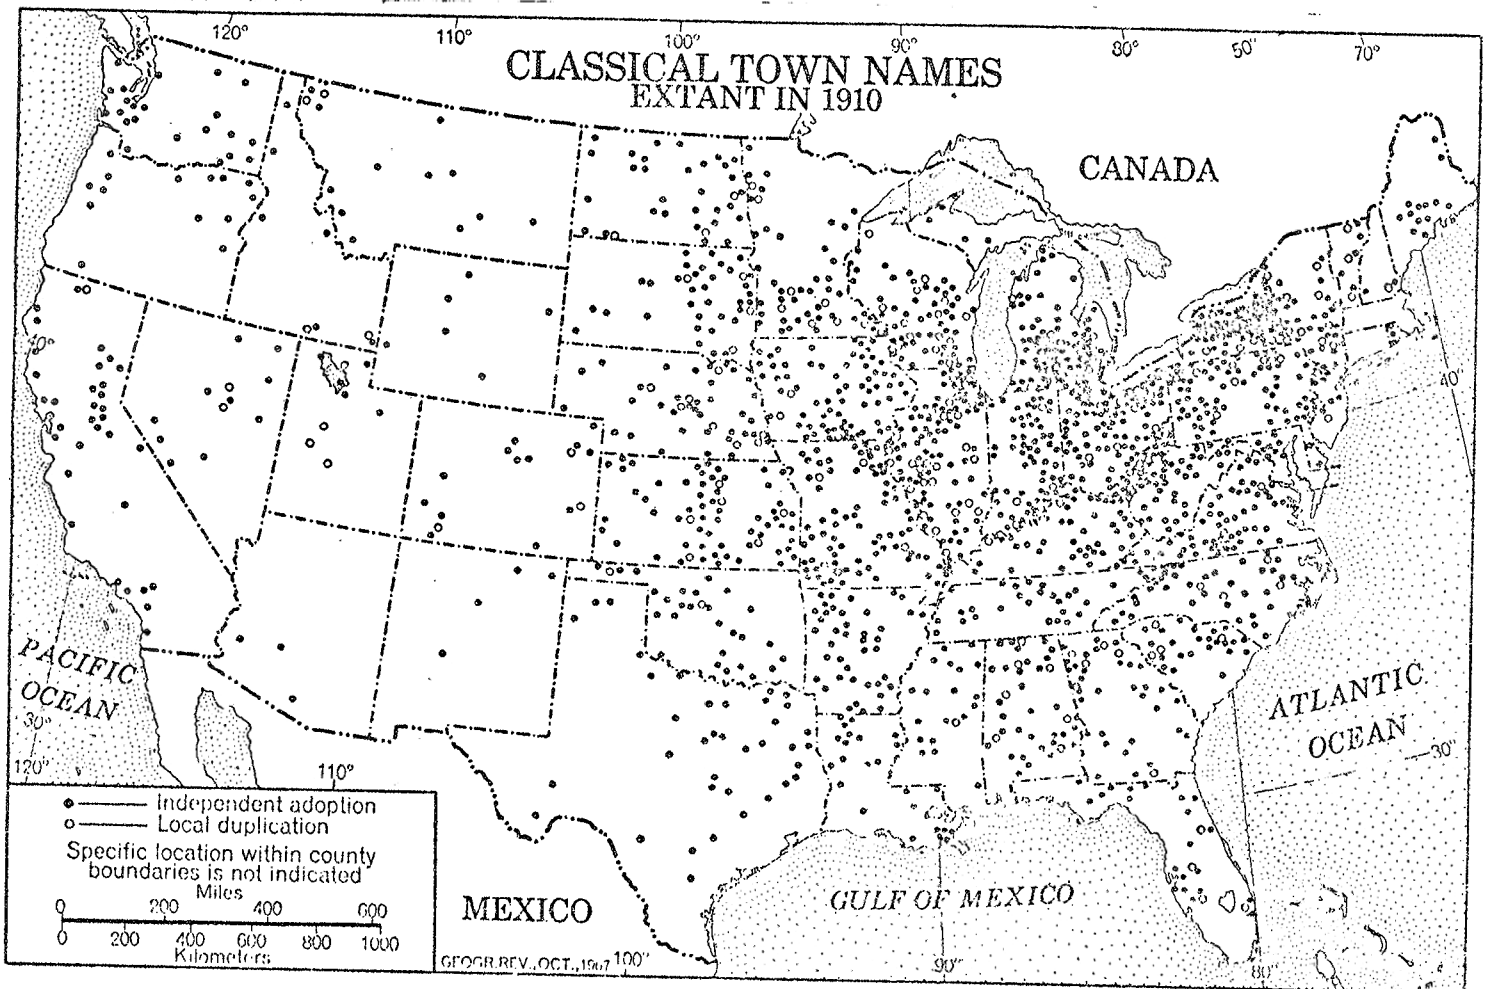 120° 110° 100° 90° 80° 50° 70°
CLASSICAL TOWN NAMES
EXTANT IN 1910
CANADA
40°
40°
PACIFIC
OCEAN
30°
120°
110°
ATLANTIC
OCEAN
30°
Independent adoption
Local duplication
Specific location within county
boundaries is not indicated
Miles
0 200 400 600
0 200 400 600 800 1000
Kilometers
MEXICO
GULF OF MEXICO
GEOGR. REV., OCT., 1967
100°
90°
80°